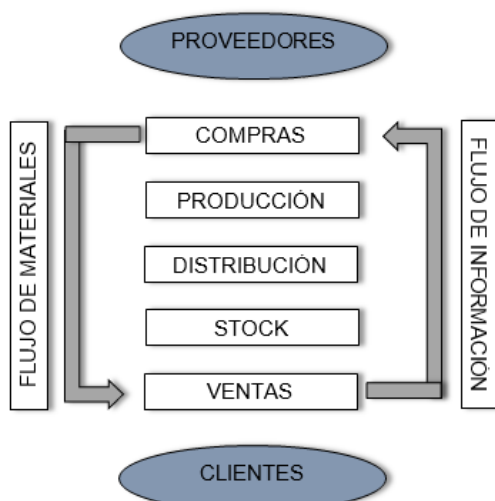 PROVEEDORES
FLUJO DE MATERIALES
COMPRAS
PRODUCCIÓN
DISTRIBUCIÓN
STOCK
VENTAS
FLUJO DE INFORMACIÓN
CLIENTES